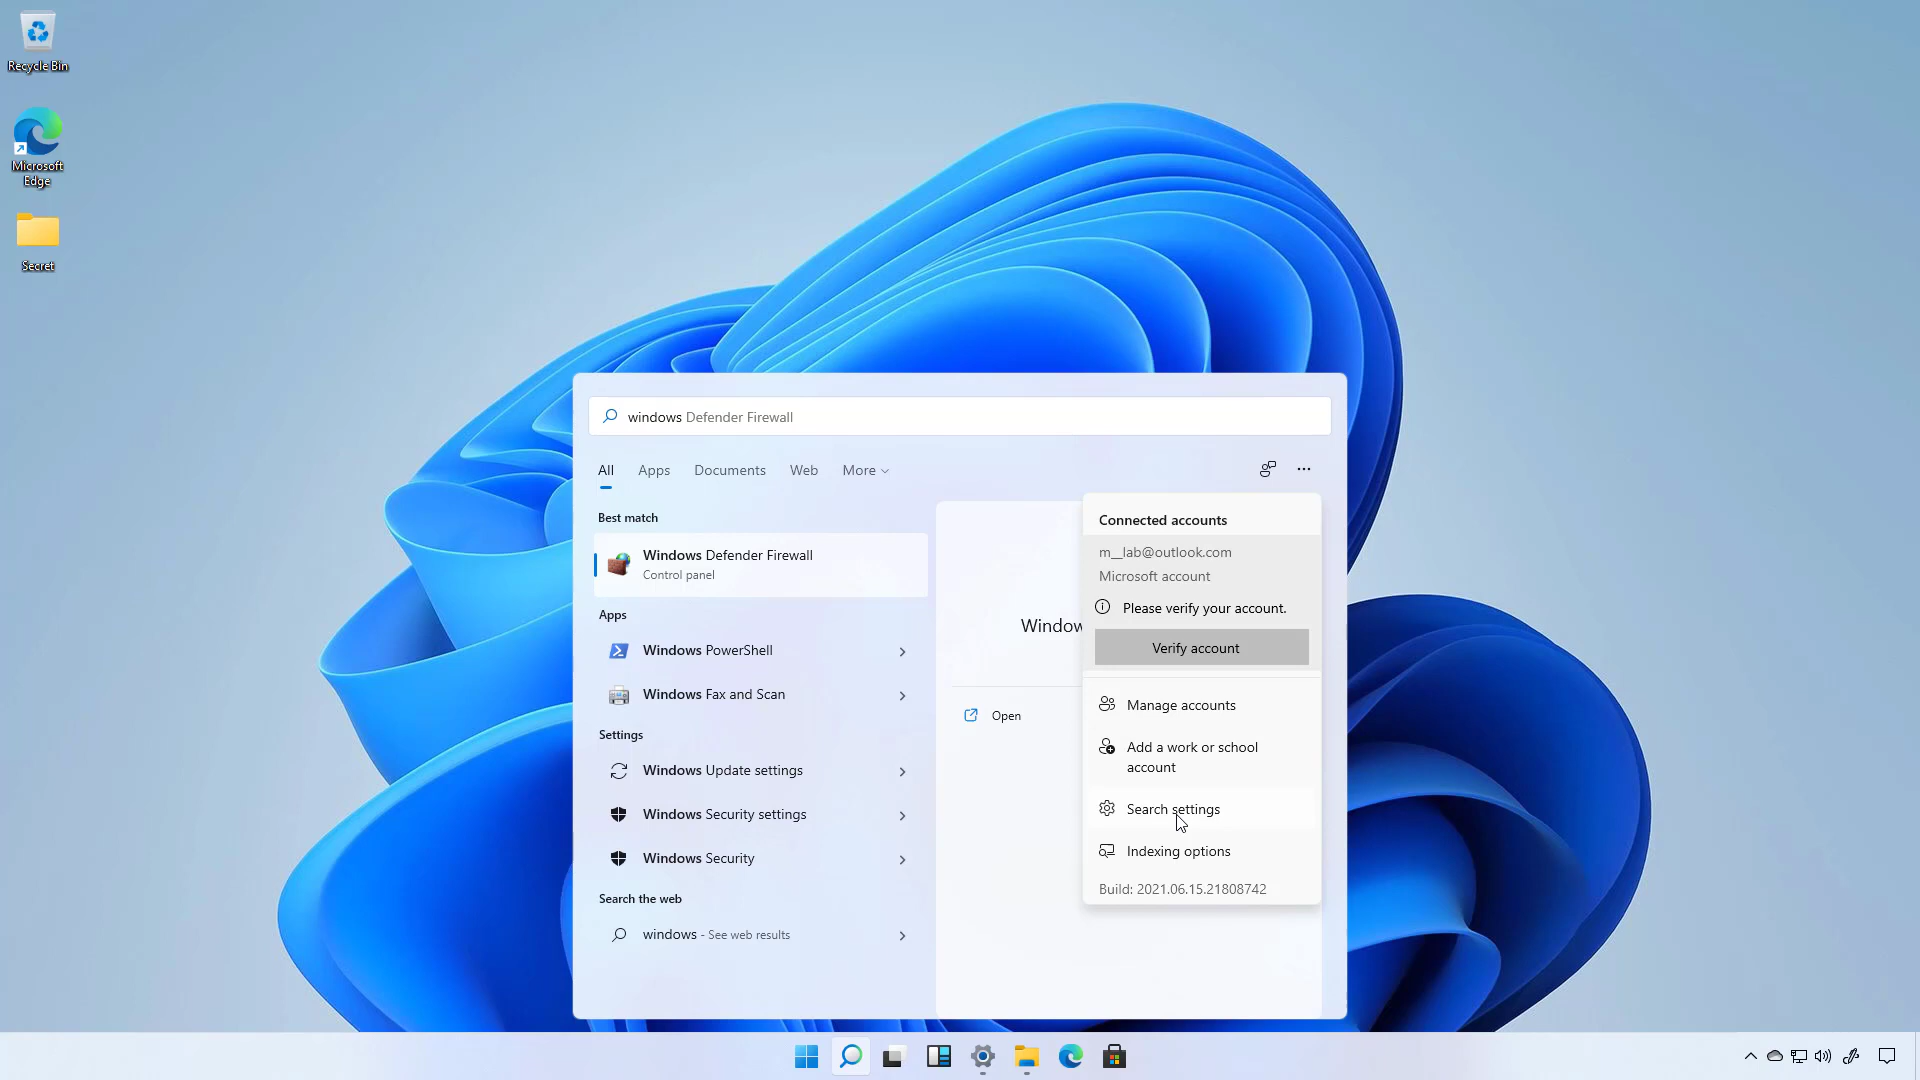 Recycle Bin
Microsoft
Edge
Secret
windows Defender Firewall
All
Apps
Documents
Web
More
Best match
Windows Defender Firewall
Control panel
Apps
Windows PowerShell
Windows Fax and Scan
Settings
Windows Update settings
Windows Security settings
Windows Security
Search the web
windows - See web results
Window
Open
Connected accounts
m__lab@outlook.com
Microsoft account
Please verify your account.
Verify account
Manage accounts
Add a work or school
account
Search settings
Indexing options
Build: 2021.06.15.21808742